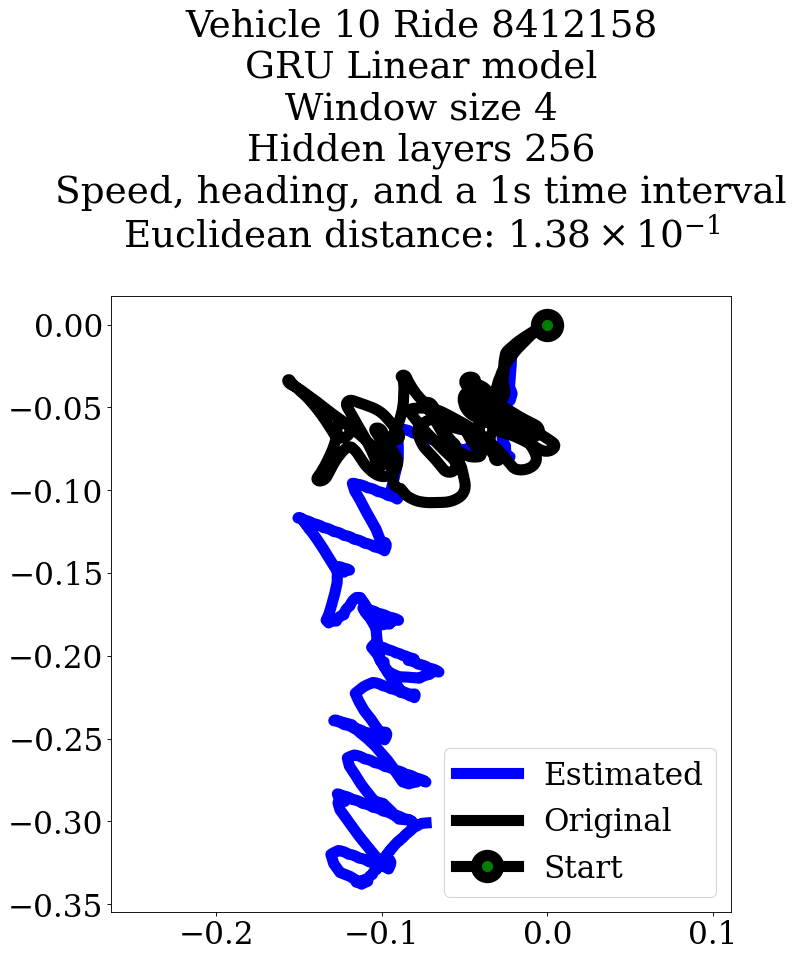 Vehicle 10 Ride 8412158
GRU Linear model
Window size 4
Hidden layers 256
Speed, heading, and a 1s time interval
Euclidean distance: 1.38 × 10⁻¹
0.00
−0.05
−0.10
−0.15
−0.20
−0.25
−0.30
−0.35
Estimated
Original
Start
−0.2
−0.1
0.0
0.1